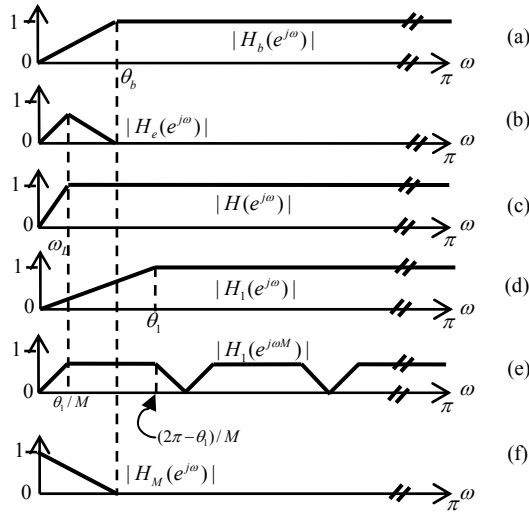 1
|H_b(e^{jω})|
(a)
0
ω
θ_b
π
1
|H_e(e^{jω})|
(b)
0
ω
π
1
|H(e^{jω})|
(c)
0
ω
ω_L
π
1
|H_1(e^{jω})|
(d)
0
ω
θ_1
π
|H_1(e^{jωM})|
1
(e)
0
ω
θ_1/M
π
(2π−θ_1)/M
1
|H_M(e^{jω})|
(f)
0
ω
π